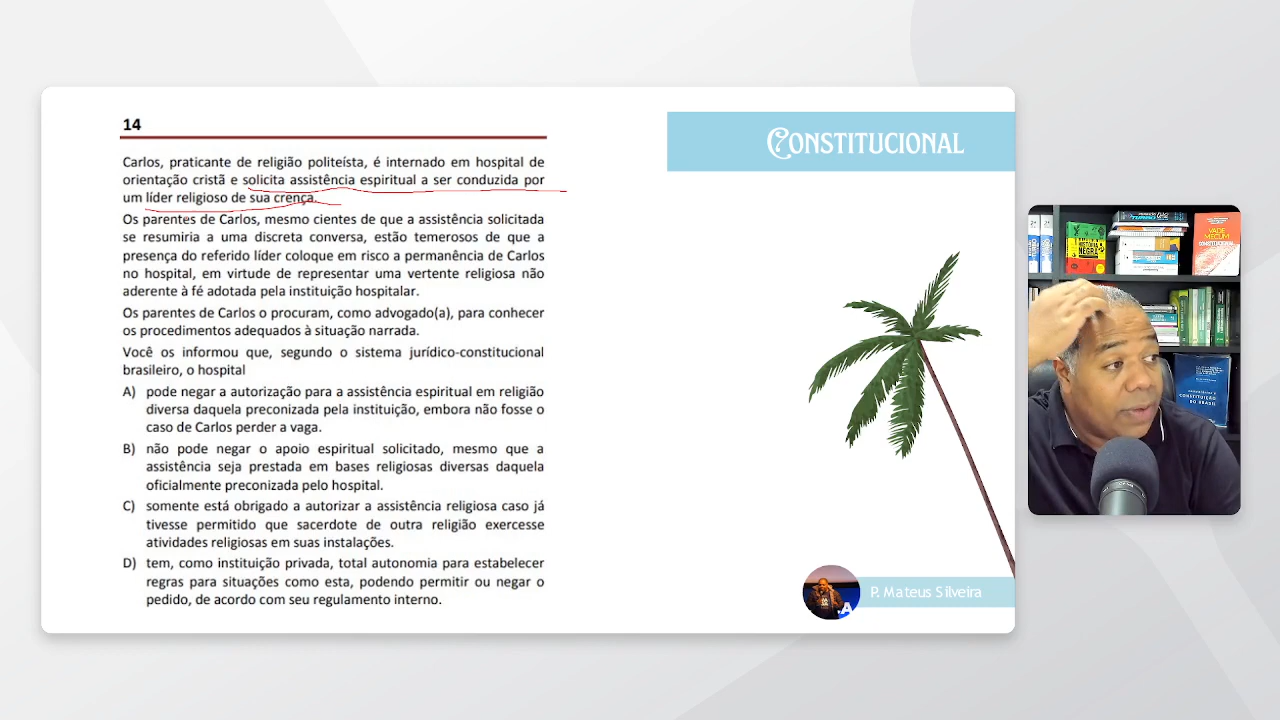 14
Carlos, praticante de religião politeísta, é internado em hospital de
orientação cristã e solicita assistência espiritual a ser conduzida por
um líder religioso de sua crença.
Os parentes de Carlos, mesmo cientes de que a assistência solicitada
se resumiria a uma discreta conversa, estão temerosos de que a
presença do referido líder coloque em risco a permanência de Carlos
no hospital, em virtude de representar uma vertente religiosa não
aderente à fé adotada pela instituição hospitalar.
Os parentes de Carlos o procuram, como advogado(a), para conhecer
os procedimentos adequados à situação narrada.
Você os informou que, segundo o sistema jurídico-constitucional
brasileiro, o hospital
A) pode negar a autorização para a assistência espiritual em religião
diversa daquela preconizada pela instituição, embora não fosse o
caso de Carlos perder a vaga.
B) não pode negar o apoio espiritual solicitado, mesmo que a
assistência seja prestada em bases religiosas diversas daquela
oficialmente preconizada pelo hospital.
C) somente está obrigado a autorizar a assistência religiosa caso já
tivesse permitido que sacerdote de outra religião exercesse
atividades religiosas em suas instalações.
D) tem, como instituição privada, total autonomia para estabelecer
regras para situações como esta, podendo permitir ou negar o
pedido, de acordo com seu regulamento interno.
CONSTITUCIONAL
P. Mateus Silveira
VADE
MECUM
CONSTITUCIONAL